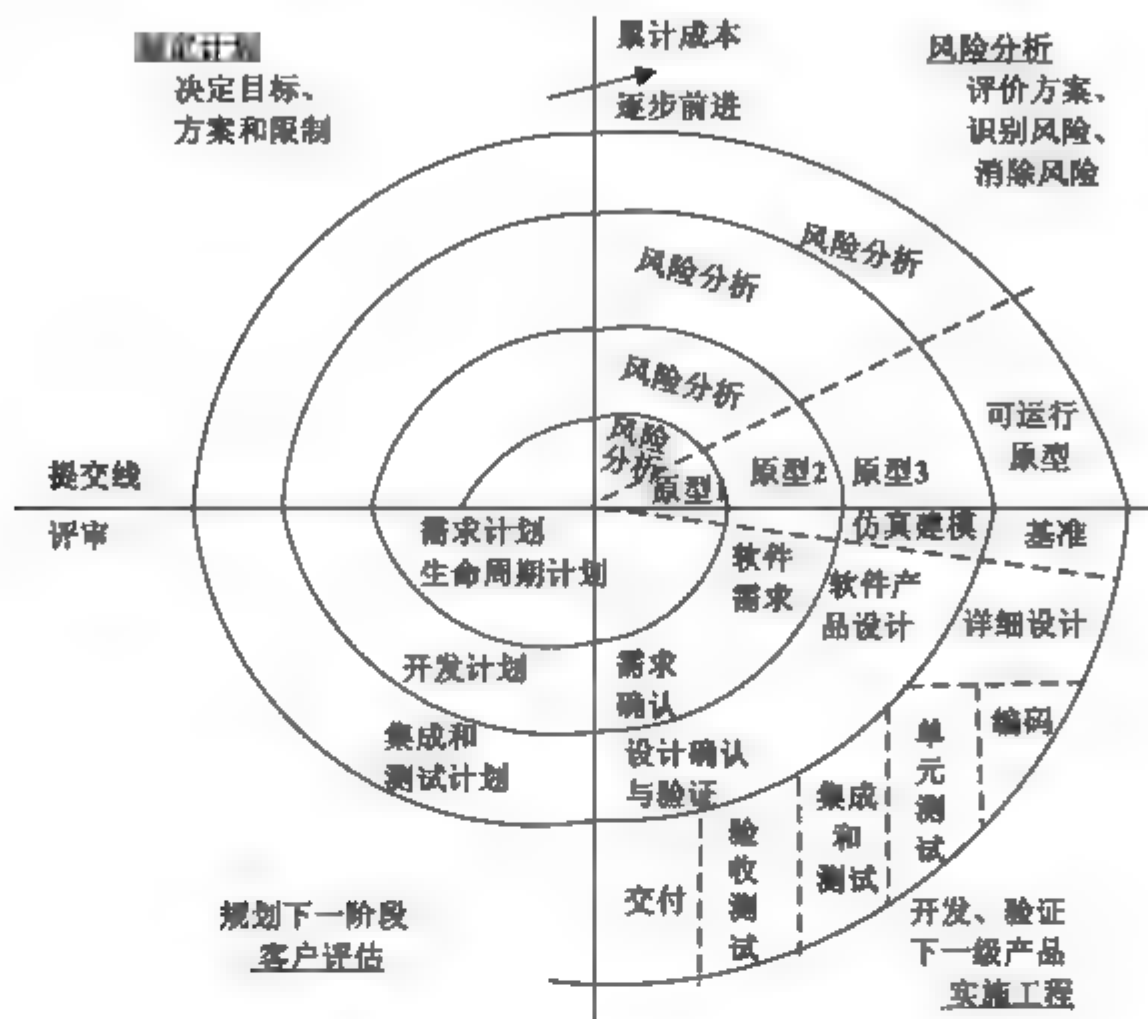 累计成本
逐步前进
决定目标、
方案和限制
风险分析
评价方案、
识别风险、
消除风险
风险分析
风险分析
风险分析
风险
分析
原型1
原型2
原型3
可运行
原型
提交线
评审
需求计划
生命周期计划
开发计划
集成和
测试计划
仿真建模
基准
软件
需求
软件产
品设计
详细设计
需求
确认
设计确认
与验证
编码
单元测试
集成
和
测试
验收测试
交付
规划下一阶段
客户评估
开发、验证
下一级产品
实施工程